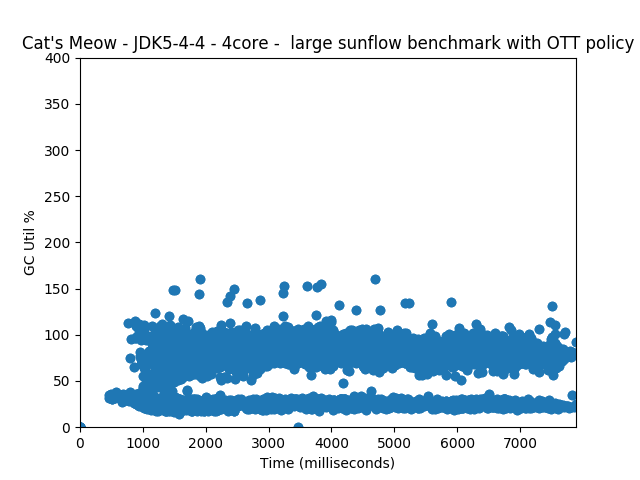 Cat's Meow - JDK5-4-4 - 4core -  large sunflow benchmark with OTT policy
400
350
300
250
200
150
100
50
0
GC Util %
0 1000 2000 3000 4000 5000 6000 7000
Time (milliseconds)